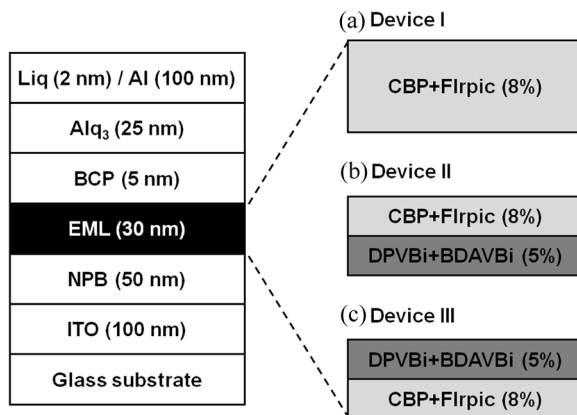 (a) Device I
CBP+FIrpic (8%)
(b) Device II
CBP+FIrpic (8%)
DPVBi+BDAVBi (5%)
(c) Device III
DPVBi+BDAVBi (5%)
CBP+FIrpic (8%)
Liq (2 nm) / Al (100 nm)
Alq₃ (25 nm)
BCP (5 nm)
EML (30 nm)
NPB (50 nm)
ITO (100 nm)
Glass substrate